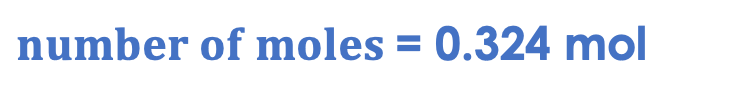 number of moles = 0.324 mol